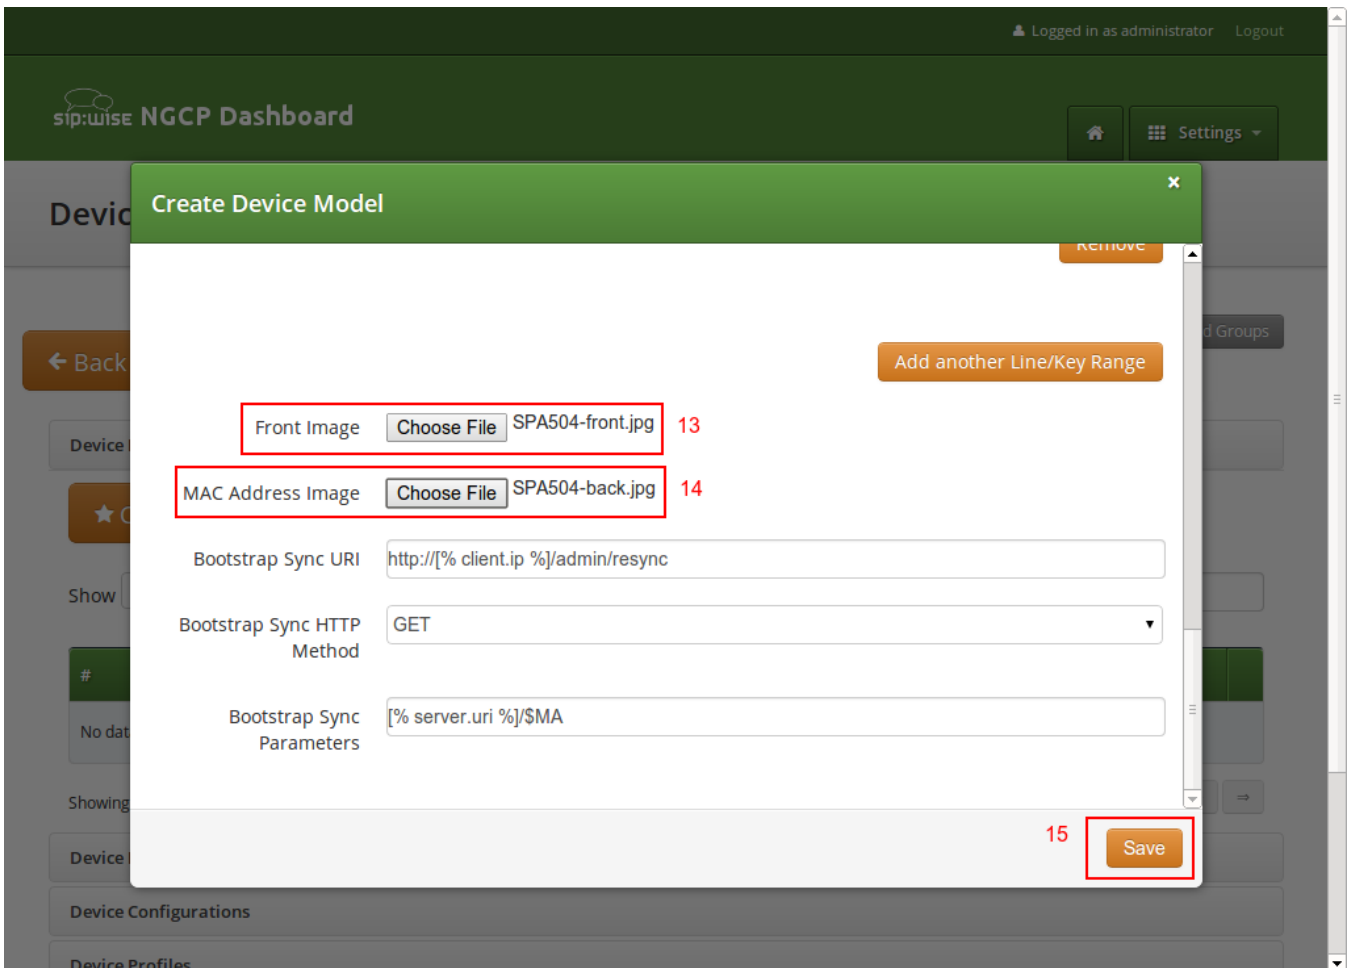 Logged in as administrator Logout
sip:wise NGCP Dashboard
Settings
Devic
Create Device Model
×
Remove
d Groups
Back
Add another Line/Key Range
Front Image Choose File SPA504-front.jpg 13
Device
MAC Address Image Choose File SPA504-back.jpg 14
Bootstrap Sync URI http://[% client.ip %]/admin/resync
Show
Bootstrap Sync HTTP Method GET
#
Bootstrap Sync Parameters [% server.uri %]/$MA
No dat
Showing
15 Save
Device
Device Configurations
Device Profiles